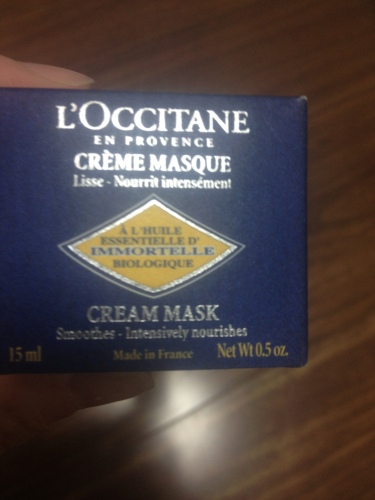 L'OCCITANE
EN PROVENCE
CRÈME MASQUE
Lisse - Nourrit intensément
À L'HUILE
ESSENTIELLE D'
IMMORTELLE
BIOLOGIQUE
CREAM MASK
Smoothes - Intensively nourishes
15 ml Made in France Net Wt 0.5 oz.